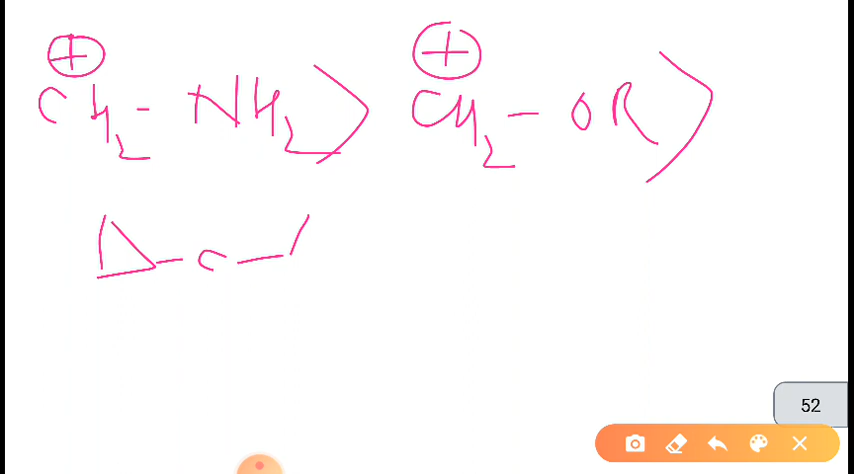 ⊕ ⊕
CH₂ - NH₂ > CH₂ - OR >
△ - C -
52